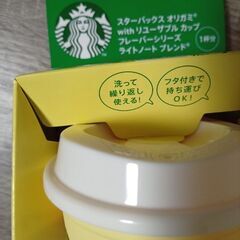 スターバックス オリガミ®
with リユーザブル カップ
フレーバーシリーズ
ライトノート ブレンド®
1杯分
洗って
繰り返し
使える!
フタ付きで
持ち運び
OK!